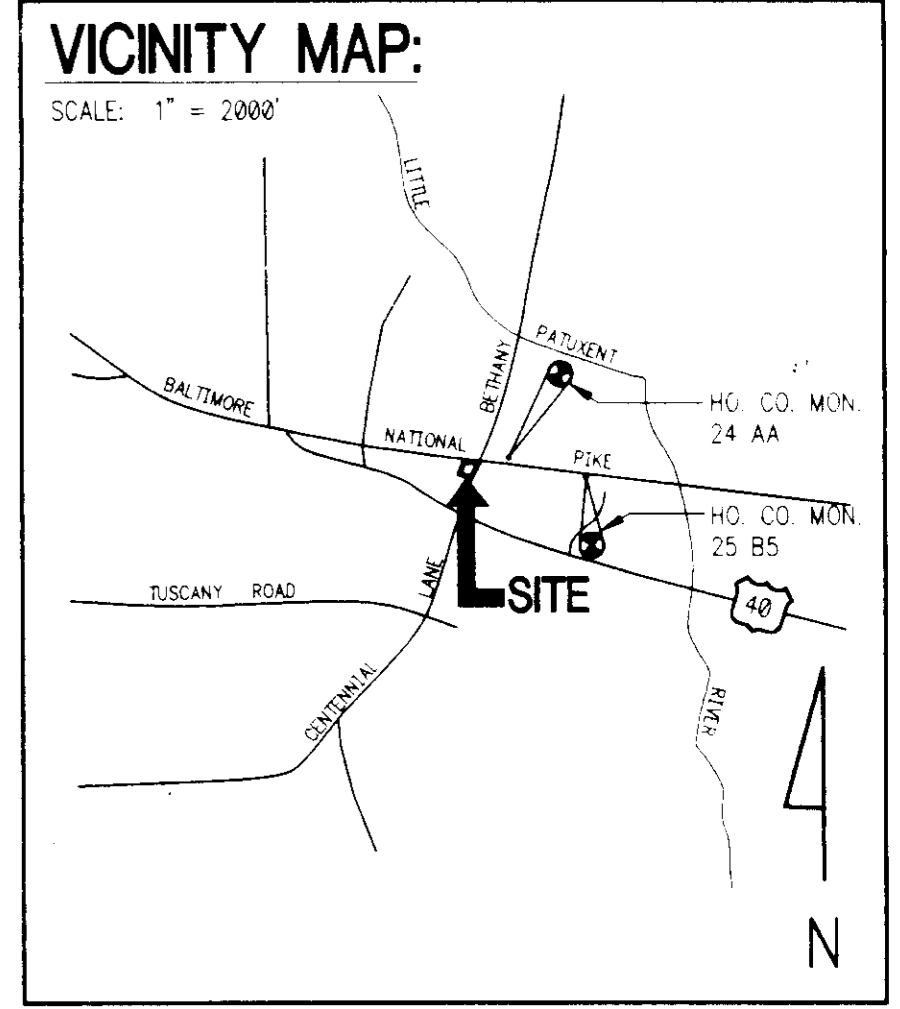 VICINITY MAP:
SCALE: 1" = 2000'
LITTLE
PATUXENT
BETHANY
BALTIMORE
NATIONAL
PIKE
HO. CO. MON.
24 AA
HO. CO. MON.
25 B5
LANE
SITE
TUSCANY ROAD
40
CENTENNIAL
RIVER
N